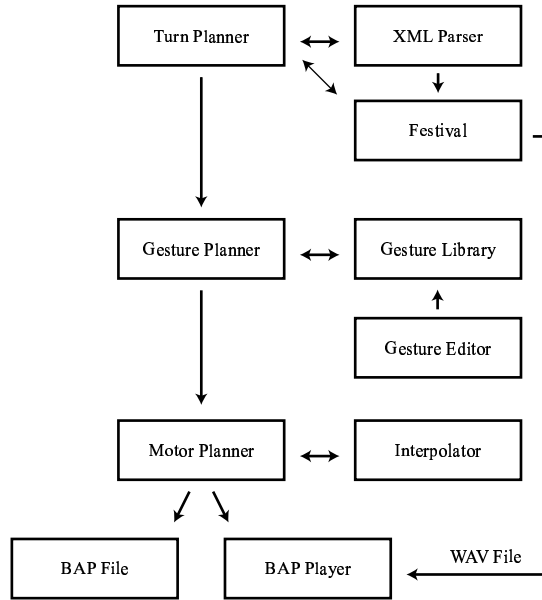 Turn Planner
XML Parser
Festival
Gesture Planner
Gesture Library
Gesture Editor
Motor Planner
Interpolator
WAV File
BAP File
BAP Player